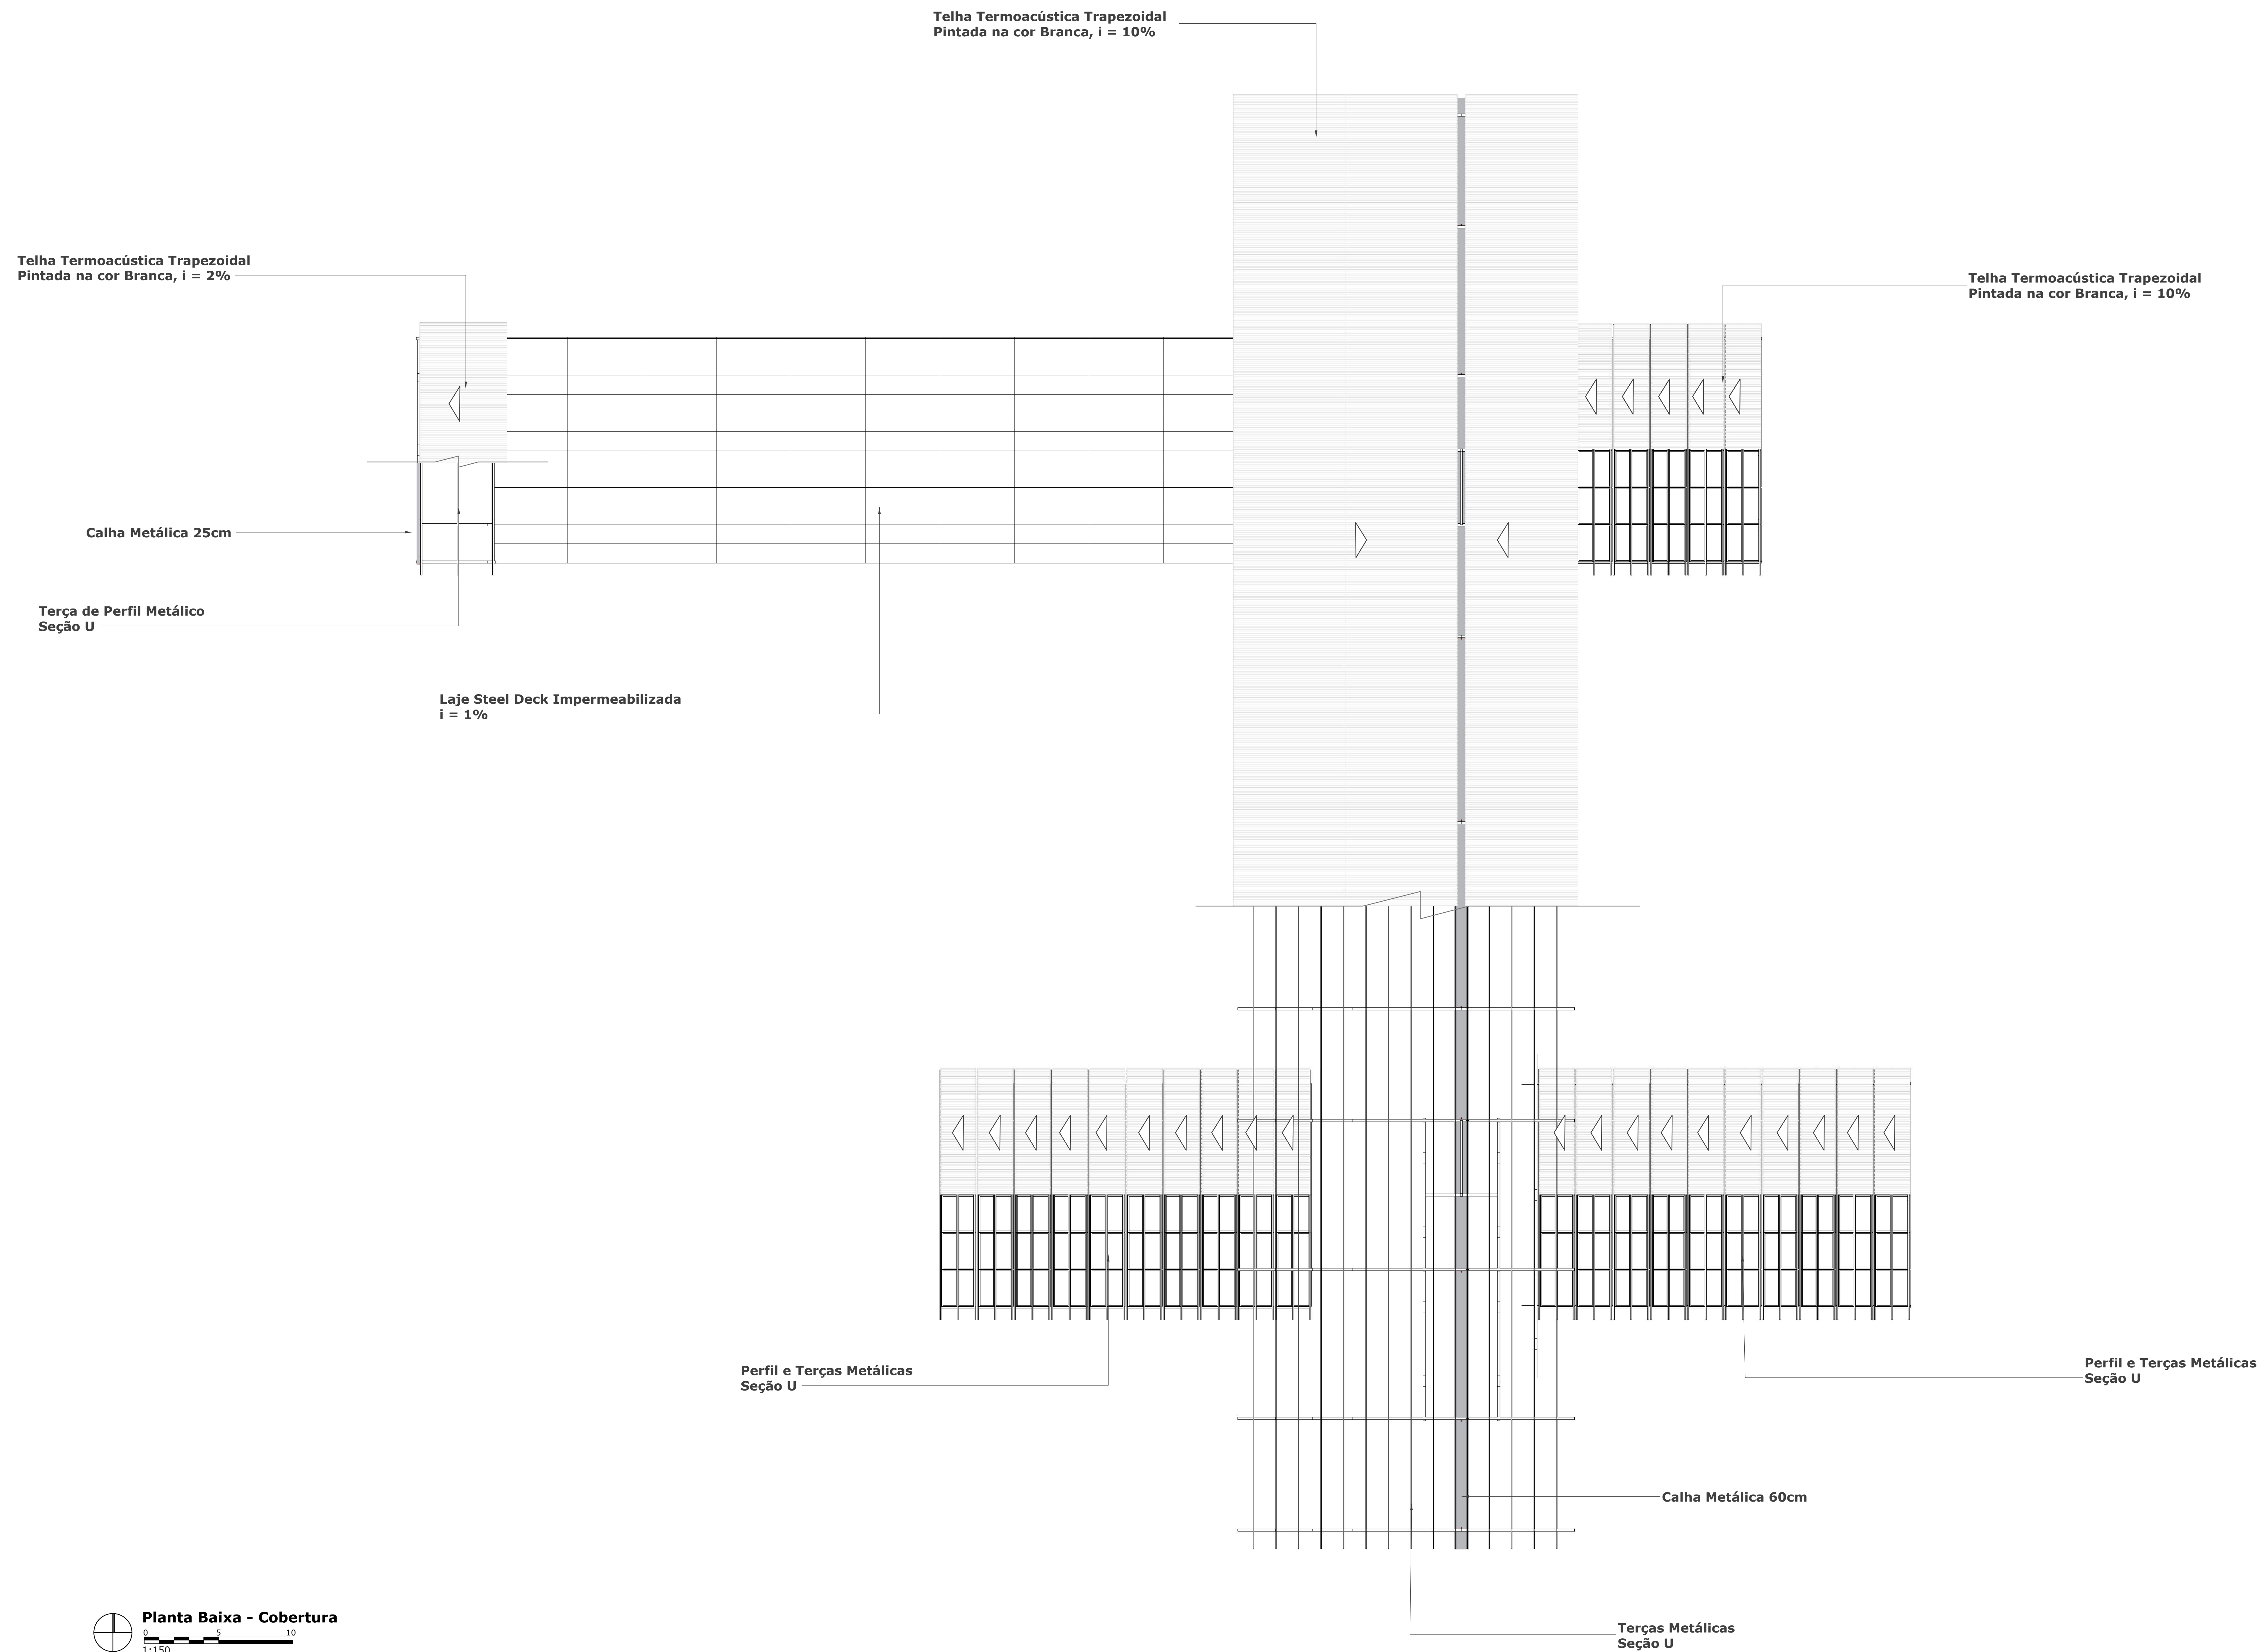 Telha Termoacústica Trapezoidal
Pintada na cor Branca, i = 10%
Telha Termoacústica Trapezoidal
Pintada na cor Branca, i = 2%
Telha Termoacústica Trapezoidal
Pintada na cor Branca, i = 10%
Calha Metálica 25cm
Terça de Perfil Metálico
Seção U
Laje Steel Deck Impermeabilizada
i = 1%
Perfil e Terças Metálicas
Seção U
Perfil e Terças Metálicas
Seção U
Calha Metálica 60cm
Terças Metálicas
Seção U
Planta Baixa - Cobertura
0 5 10
1:150